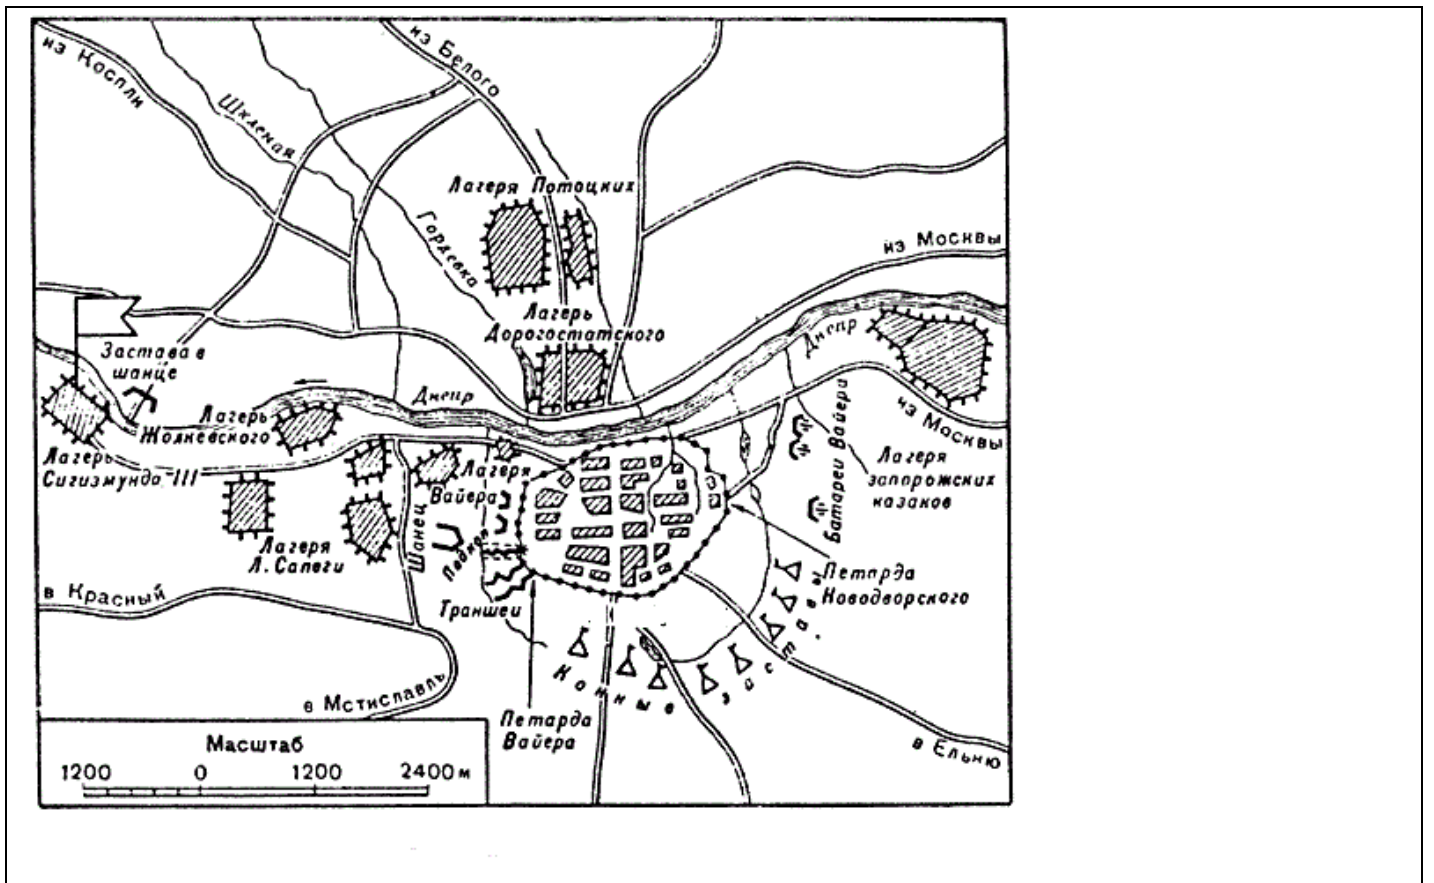 из Каспли
из Белого
Шкленая
Лагеря Потоцких
Гордевка
из Москвы
Лагерь
Дорогостатского
Днепр
Застава в
шанце
Днепр
Лагерь
Жолкевского
из Москвы
Лагерь
Сигизмунда III
Лагеря
Вайера
Батареи Вайера
Лагеря
запорожских
казаков
Шанец
Подкоп
Лагеря
Л. Сапеги
Петарда
Новодворского
в Красный
Траншеи
Конные
заставы
в Мстиславль
Петарда
Вайера
в Ельню
Масштаб
1200 0 1200 2400 м